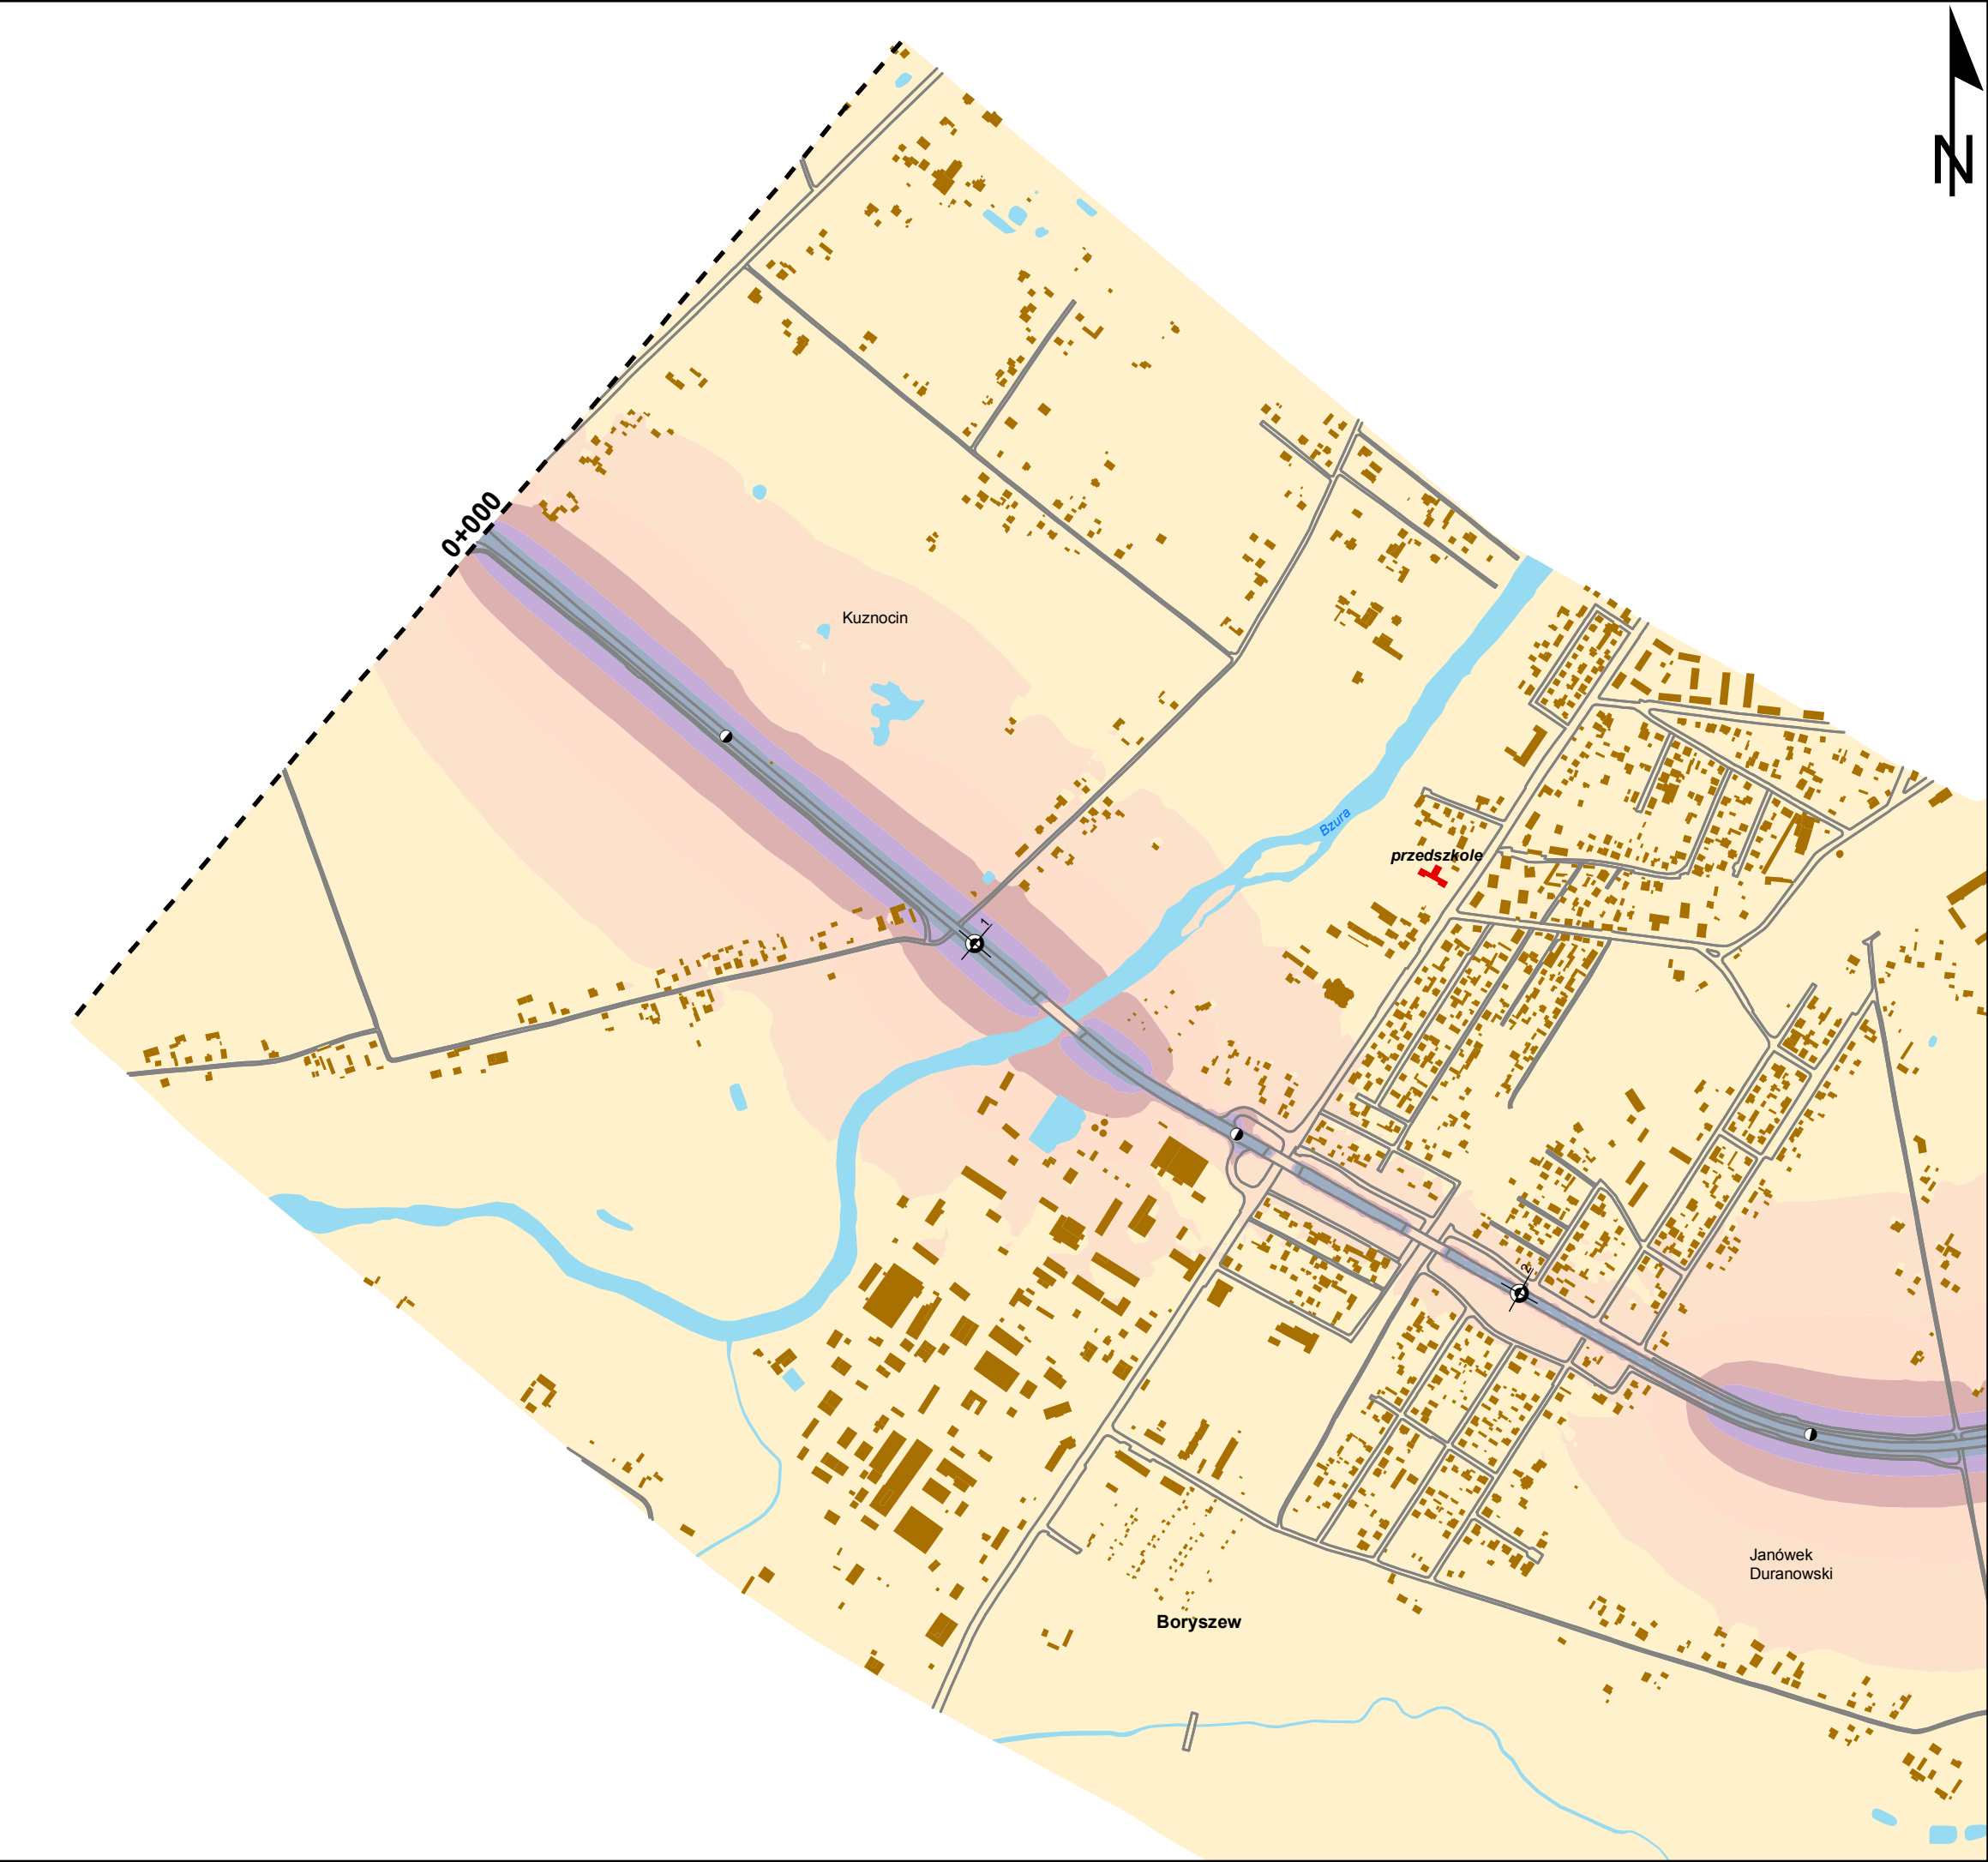 N
0+000
Kuznocin
Bzura
przedszkole
1
2
Janówek
Duranowski
Boryszew